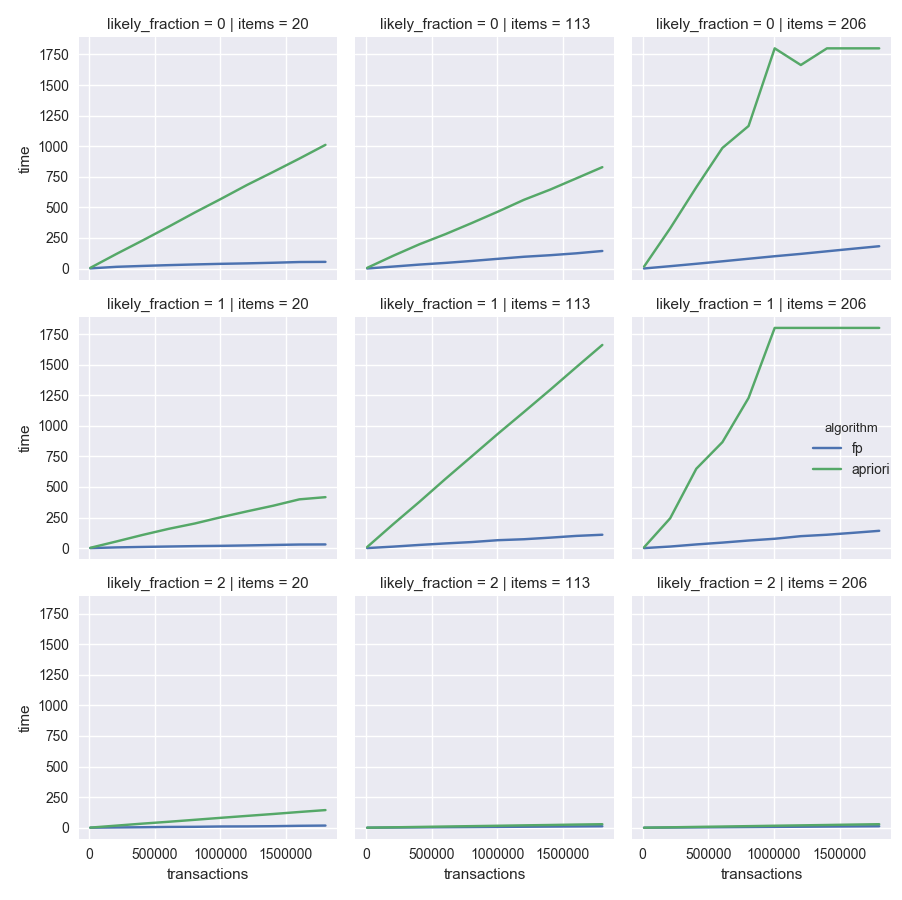 likely_fraction = 0 | items = 20
likely_fraction = 0 | items = 113
likely_fraction = 0 | items = 206
1750
1500
1250
1000
750
500
250
0
time
likely_fraction = 1 | items = 20
likely_fraction = 1 | items = 113
likely_fraction = 1 | items = 206
1750
1500
1250
1000
750
500
250
0
time
algorithm
fp
apriori
likely_fraction = 2 | items = 20
likely_fraction = 2 | items = 113
likely_fraction = 2 | items = 206
1750
1500
1250
1000
750
500
250
0
time
0 500000 1000000 1500000
0 500000 1000000 1500000
0 500000 1000000 1500000
transactions
transactions
transactions